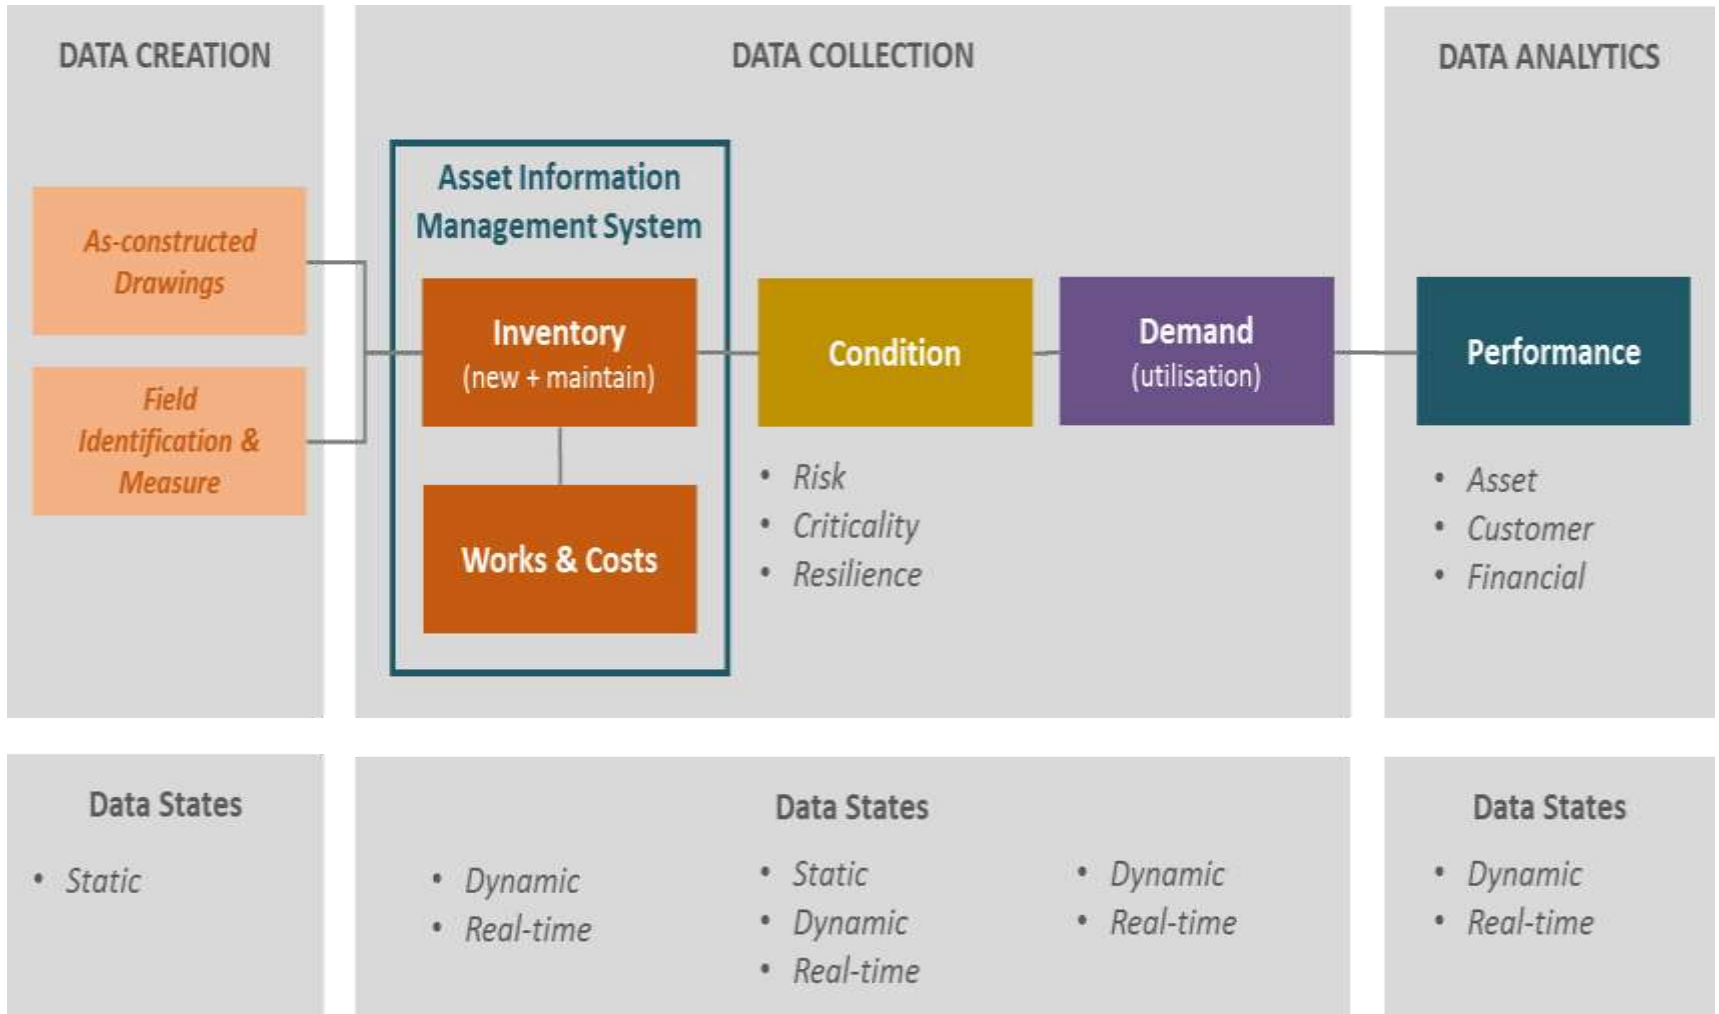 DATA CREATION
As-constructed
Drawings
Field
Identification &
Measure
DATA COLLECTION
Asset Information
Management System
Inventory
(new + maintain)
Works & Costs
Condition
• Risk
• Criticality
• Resilience
Demand
(utilisation)
DATA ANALYTICS
Performance
• Asset
• Customer
• Financial
Data States
• Static
Data States
• Dynamic
• Real-time
• Static
• Dynamic
• Real-time
• Dynamic
• Real-time
Data States
• Dynamic
• Real-time